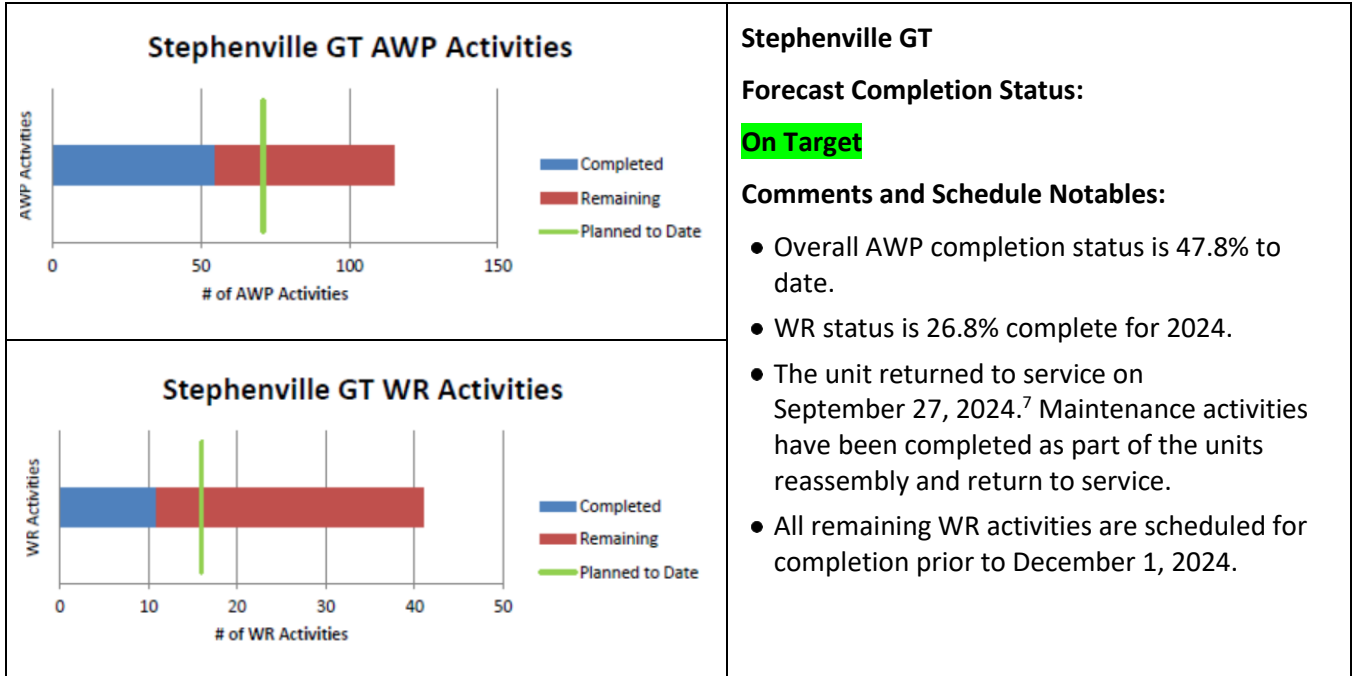 Stephenville GT AWP Activities
AWP Activities
Completed
Remaining
Planned to Date
0 50 100 150
# of AWP Activities
Stephenville GT WR Activities
WR Activities
Completed
Remaining
Planned to Date
0 10 20 30 40 50
# of WR Activities
Stephenville GT
Forecast Completion Status:
On Target
Comments and Schedule Notables:
● Overall AWP completion status is 47.8% to
date.
● WR status is 26.8% complete for 2024.
● The unit returned to service on
September 27, 2024.⁷ Maintenance activities
have been completed as part of the units
reassembly and return to service.
● All remaining WR activities are scheduled for
completion prior to December 1, 2024.